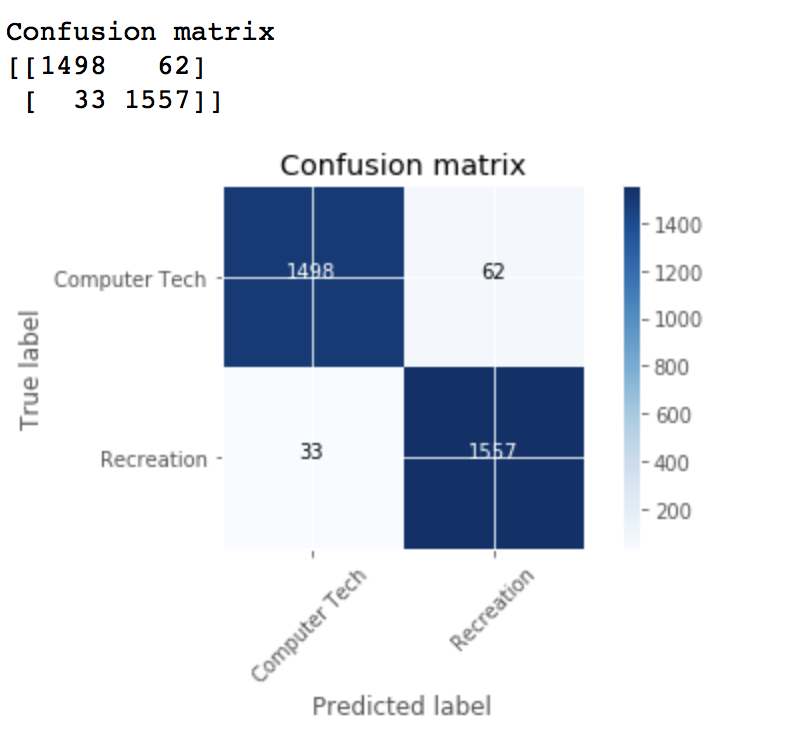 Confusion matrix
[[1498   62]
 [  33 1557]]
Confusion matrix
True label
Computer Tech
1498
62
Recreation
33
1557
Computer Tech
Recreation
Predicted label
1400
1200
1000
800
600
400
200